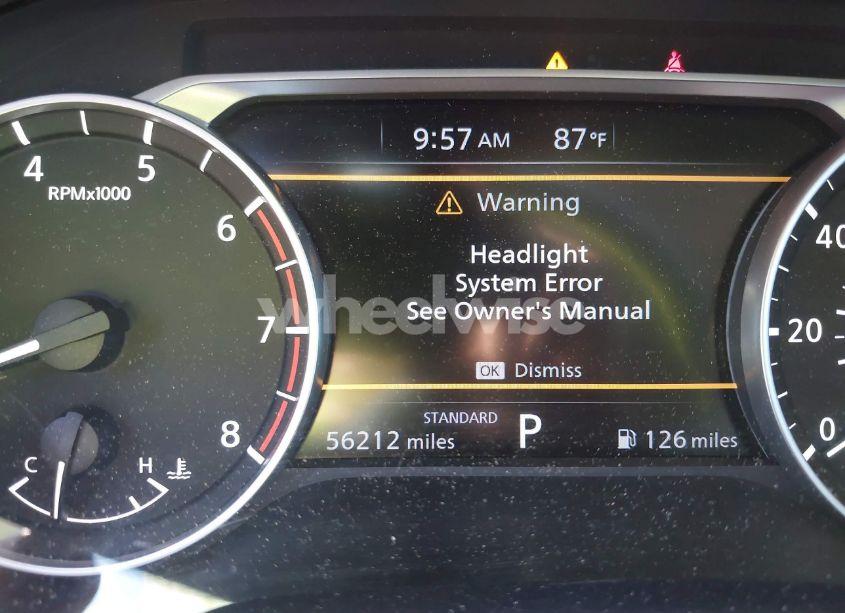 9:57 AM 87°F
4 5
RPMx1000
Warning
6
40
Headlight
System Error
See Owner's Manual
wheelwise
7
20
OK Dismiss
STANDARD
8
P
0
56212 miles
126 miles
C H